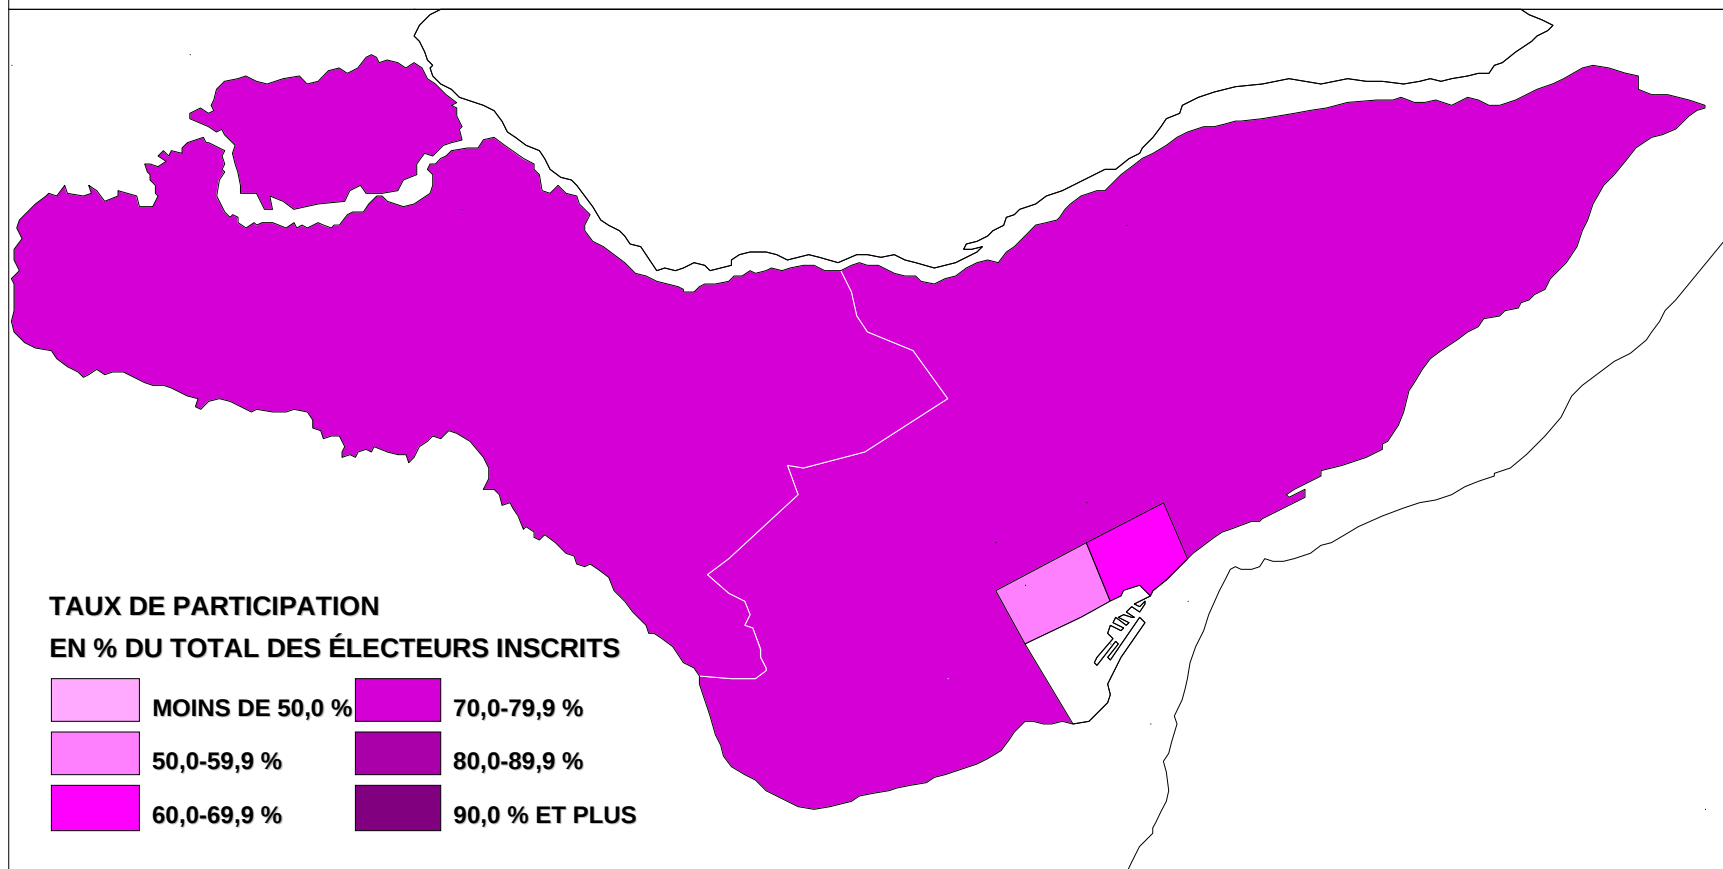 TAUX DE PARTICIPATION
EN % DU TOTAL DES ÉLECTEURS INSCRITS
MOINS DE 50,0 %
50,0-59,9 %
60,0-69,9 %
70,0-79,9 %
80,0-89,9 %
90,0 % ET PLUS